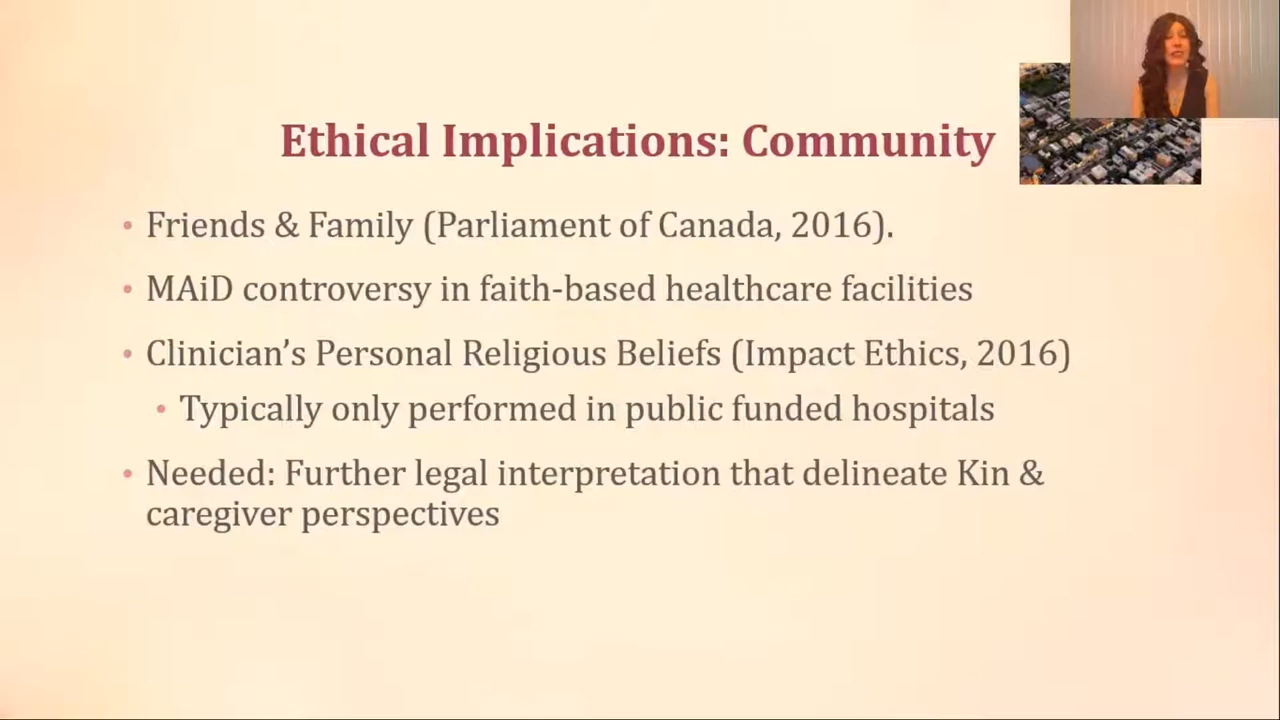 Ethical Implications: Community
• Friends & Family (Parliament of Canada, 2016).
• MAiD controversy in faith-based healthcare facilities
• Clinician’s Personal Religious Beliefs (Impact Ethics, 2016)
• Typically only performed in public funded hospitals
• Needed: Further legal interpretation that delineate Kin &
caregiver perspectives